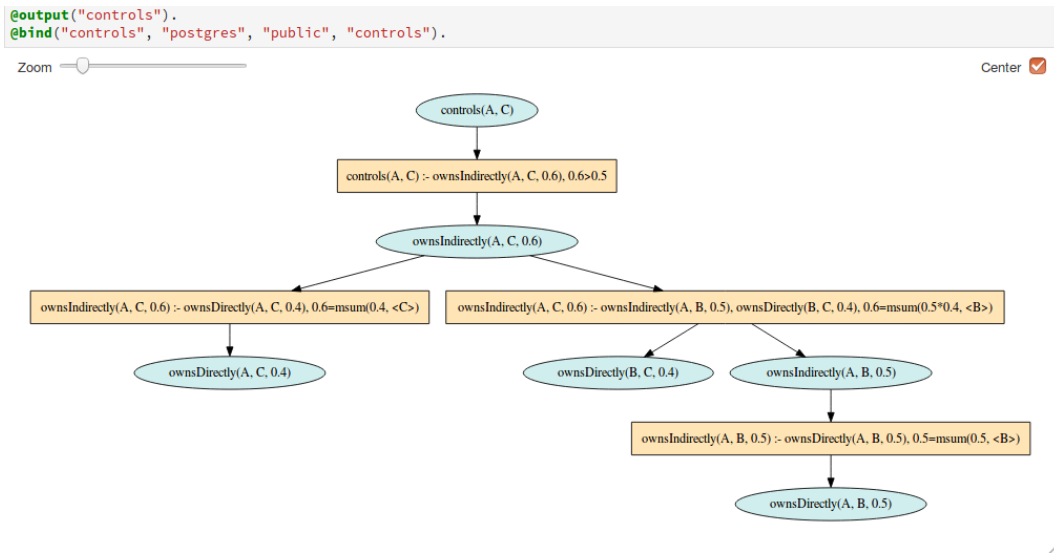 @output("controls").
@bind("controls", "postgres", "public", "controls").
Zoom
Center
controls(A, C)
controls(A, C) :- ownsIndirectly(A, C, 0.6), 0.6>0.5
ownsIndirectly(A, C, 0.6)
ownsIndirectly(A, C, 0.6) :- ownsDirectly(A, C, 0.4), 0.6=msum(0.4, <C>)
ownsIndirectly(A, C, 0.6) :- ownsIndirectly(A, B, 0.5), ownsDirectly(B, C, 0.4), 0.6=msum(0.5*0.4, <B>)
ownsDirectly(A, C, 0.4)
ownsDirectly(B, C, 0.4)
ownsIndirectly(A, B, 0.5)
ownsIndirectly(A, B, 0.5) :- ownsDirectly(A, B, 0.5), 0.5=msum(0.5, <B>)
ownsDirectly(A, B, 0.5)